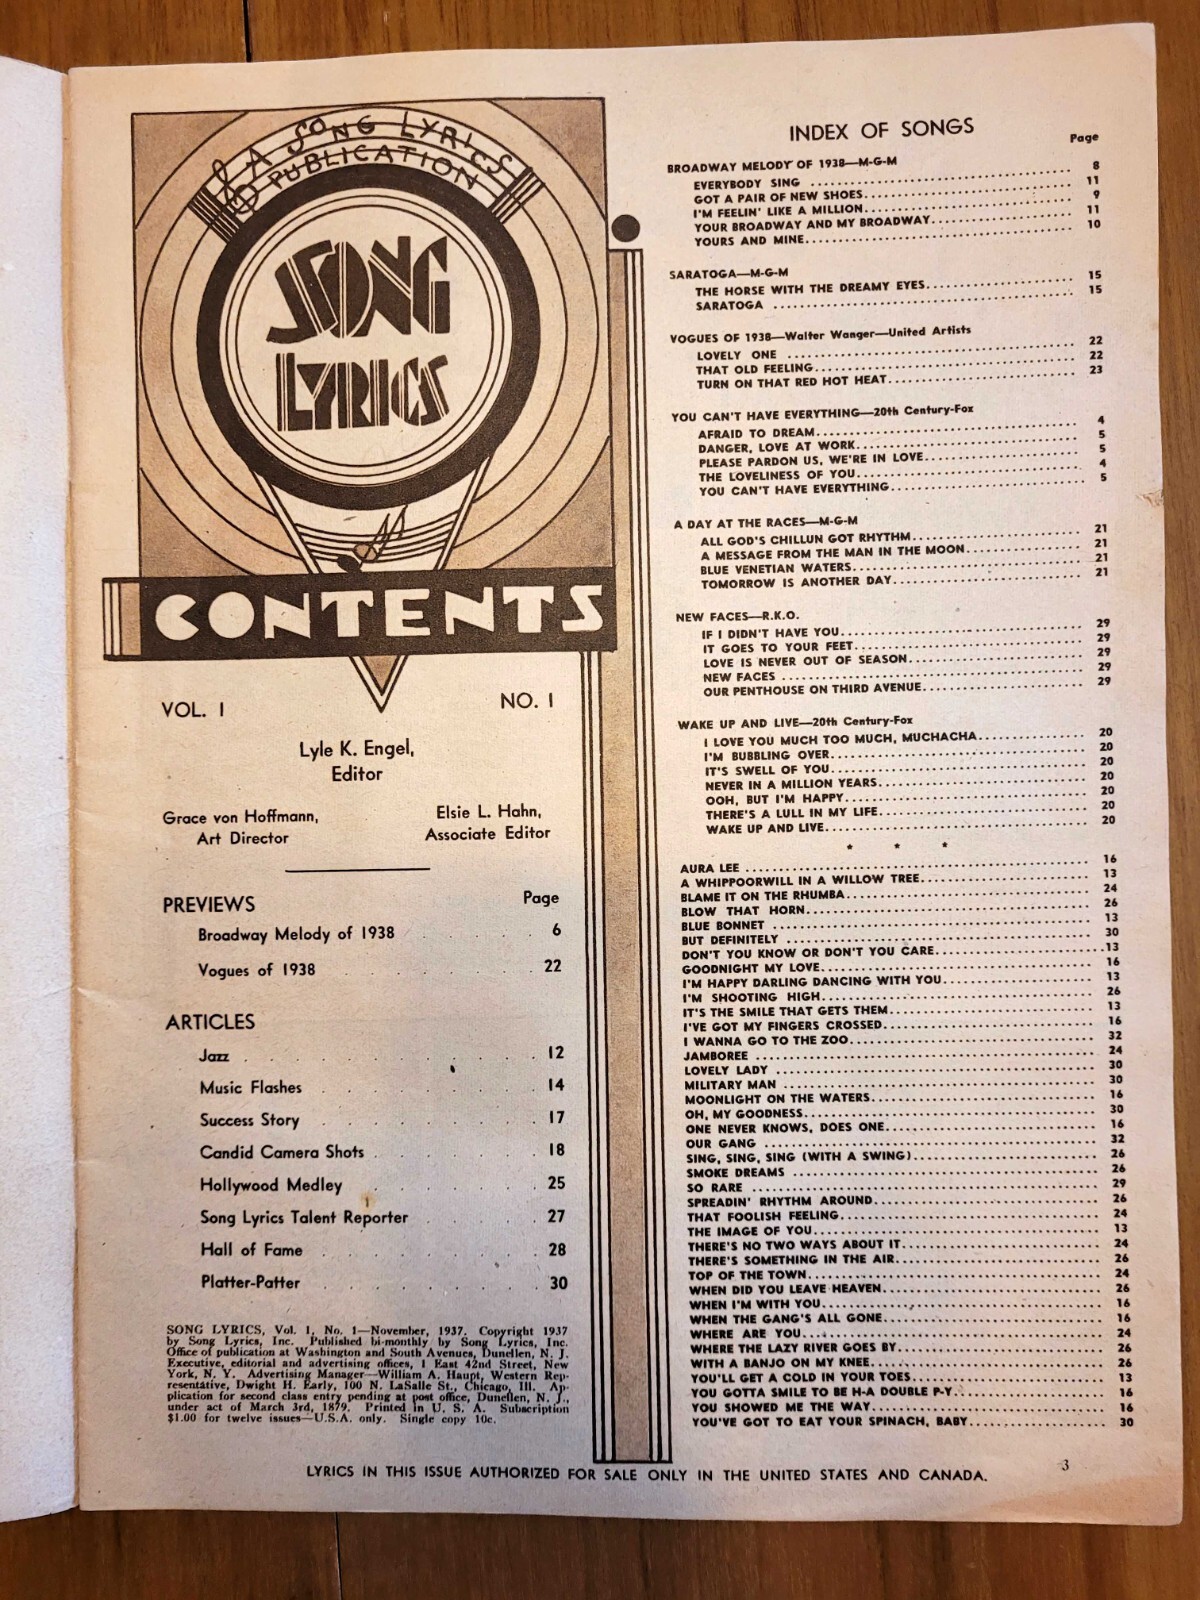 A SONG LYRICS
PUBLICATION
SONG
LYRICS
CONTENTS
VOL. I NO. I
Lyle K. Engel,
Editor
Grace von Hoffmann,
Art Director
Elsie L. Hahn,
Associate Editor
PREVIEWS Page
Broadway Melody of 1938 6
Vogues of 1938 22
ARTICLES
Jazz 12
Music Flashes 14
Success Story 17
Candid Camera Shots 18
Hollywood Medley 25
Song Lyrics Talent Reporter 27
Hall of Fame 28
Platter-Patter 30
SONG LYRICS, Vol. 1, No. 1—November, 1937. Copyright 1937
by Song Lyrics, Inc. Published bi-monthly by Song Lyrics, Inc.
Office of publication at Washington and South Avenues, Dunellen, N. J.
Executive, editorial and advertising offices, 1 East 42nd Street, New
York, N. Y. Advertising Manager—William A. Haupt, Western Rep-
resentative, Dwight H. Early, 100 N. LaSalle St., Chicago, Ill. Ap-
plication for second class entry pending at post office, Dunellen, N. J.,
under act of March 3rd, 1879. Printed in U. S. A. Subscription
$1.00 for twelve issues—U.S.A. only. Single copy 10c.
INDEX OF SONGS
Page
BROADWAY MELODY OF 1938—M-G-M
EVERYBODY SING 8
GOT A PAIR OF NEW SHOES 11
I'M FEELIN' LIKE A MILLION 9
YOUR BROADWAY AND MY BROADWAY 11
YOURS AND MINE 10
SARATOGA—M-G-M
THE HORSE WITH THE DREAMY EYES 15
SARATOGA 15
VOGUES OF 1938—Walter Wanger—United Artists
LOVELY ONE 22
THAT OLD FEELING 22
TURN ON THAT RED HOT HEAT 23
YOU CAN'T HAVE EVERYTHING—20th Century-Fox
AFRAID TO DREAM 4
DANGER, LOVE AT WORK 5
PLEASE PARDON US, WE'RE IN LOVE 5
THE LOVELINESS OF YOU 4
YOU CAN'T HAVE EVERYTHING 5
A DAY AT THE RACES—M-G-M
ALL GOD'S CHILLUN GOT RHYTHM 21
A MESSAGE FROM THE MAN IN THE MOON 21
BLUE VENETIAN WATERS 21
TOMORROW IS ANOTHER DAY 21
NEW FACES—R.K.O.
IF I DIDN'T HAVE YOU 29
IT GOES TO YOUR FEET 29
LOVE IS NEVER OUT OF SEASON 29
NEW FACES 29
OUR PENTHOUSE ON THIRD AVENUE 29
WAKE UP AND LIVE—20th Century-Fox
I LOVE YOU MUCH TOO MUCH, MUCHACHA 20
I'M BUBBLING OVER 20
IT'S SWELL OF YOU 20
NEVER IN A MILLION YEARS 20
OOH, BUT I'M HAPPY 20
THERE'S A LULL IN MY LIFE 20
WAKE UP AND LIVE 20
* * *
AURA LEE 16
A WHIPPOORWILL IN A WILLOW TREE 13
BLAME IT ON THE RHUMBA 24
BLOW THAT HORN 26
BLUE BONNET 13
BUT DEFINITELY 30
DON'T YOU KNOW OR DON'T YOU CARE 13
GOODNIGHT MY LOVE 16
I'M HAPPY DARLING DANCING WITH YOU 13
I'M SHOOTING HIGH 26
IT'S THE SMILE THAT GETS THEM 13
I'VE GOT MY FINGERS CROSSED 16
I WANNA GO TO THE ZOO 32
JAMBOREE 24
LOVELY LADY 30
MILITARY MAN 30
MOONLIGHT ON THE WATERS 16
OH, MY GOODNESS 30
ONE NEVER KNOWS, DOES ONE 16
OUR GANG 32
SING, SING, SING (WITH A SWING) 26
SMOKE DREAMS 26
SO RARE 29
SPREADIN' RHYTHM AROUND 26
THAT FOOLISH FEELING 24
THE IMAGE OF YOU 13
THERE'S NO TWO WAYS ABOUT IT 24
THERE'S SOMETHING IN THE AIR 26
TOP OF THE TOWN 24
WHEN DID YOU LEAVE HEAVEN 26
WHEN I'M WITH YOU 16
WHEN THE GANG'S ALL GONE 16
WHERE ARE YOU 24
WHERE THE LAZY RIVER GOES BY 26
WITH A BANJO ON MY KNEE 26
YOU'LL GET A COLD IN YOUR TOES 13
YOU GOTTA SMILE TO BE H-A DOUBLE P-Y 16
YOU SHOWED ME THE WAY 16
YOU'VE GOT TO EAT YOUR SPINACH, BABY 30
LYRICS IN THIS ISSUE AUTHORIZED FOR SALE ONLY IN THE UNITED STATES AND CANADA.
3